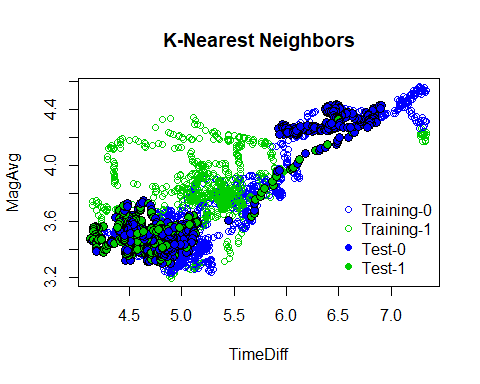 K-Nearest Neighbors
MagAvg
4.4
4.0
3.6
3.2
Training-0
Training-1
Test-0
Test-1
4.5 5.0 5.5 6.0 6.5 7.0
TimeDiff